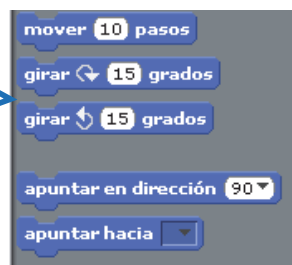 mover 10 pasos
girar 15 grados
girar 15 grados
apuntar en dirección 90
apuntar hacia